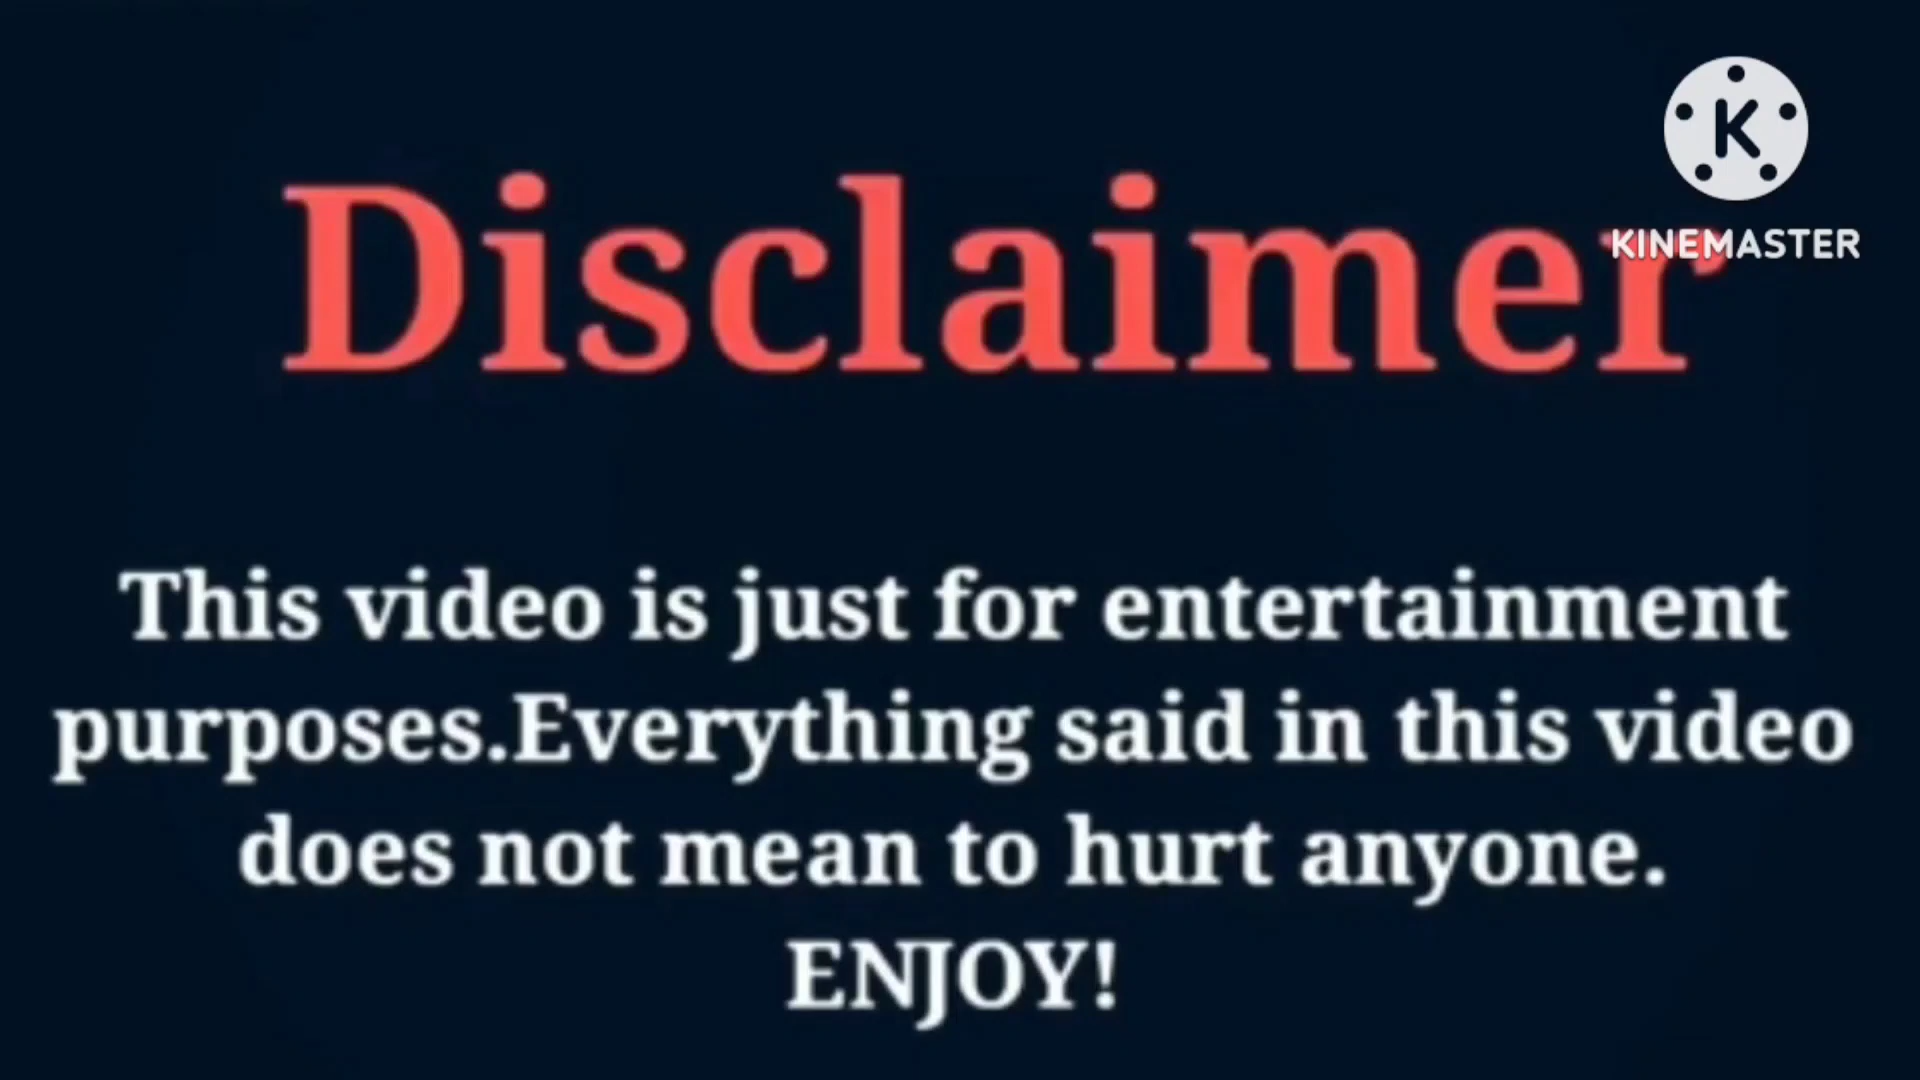 K
KINEMASTER
Disclaimer
This video is just for entertainment
purposes.Everything said in this video
does not mean to hurt anyone.
ENJOY!